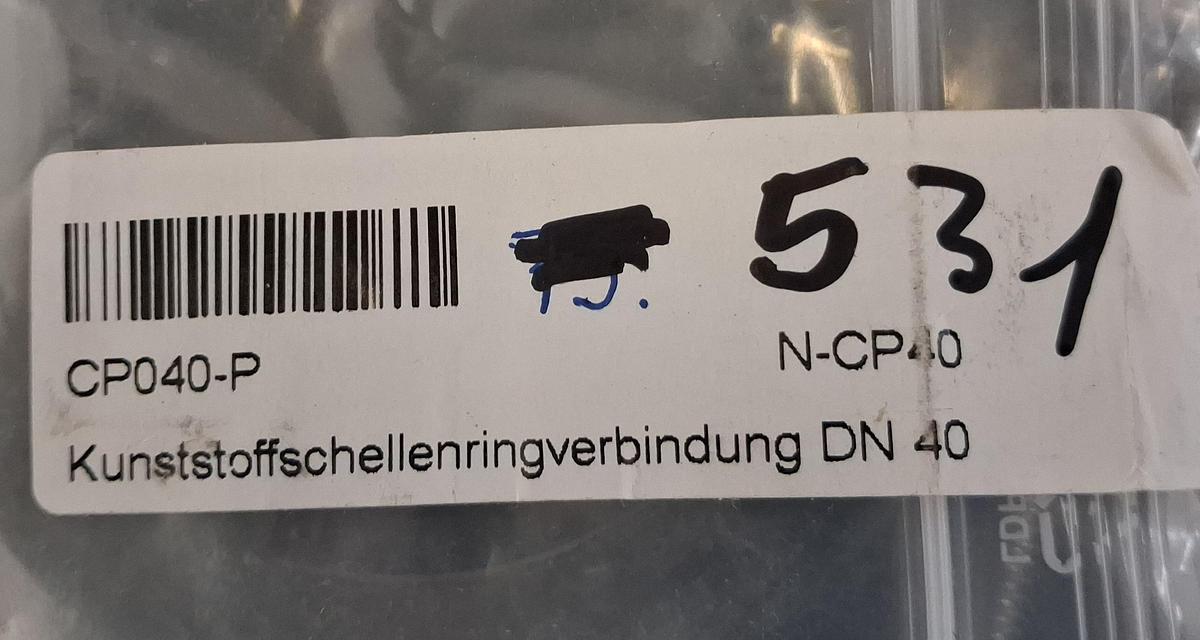 531
CP040-P N-CP40
Kunststoffschellenringverbindung DN 40